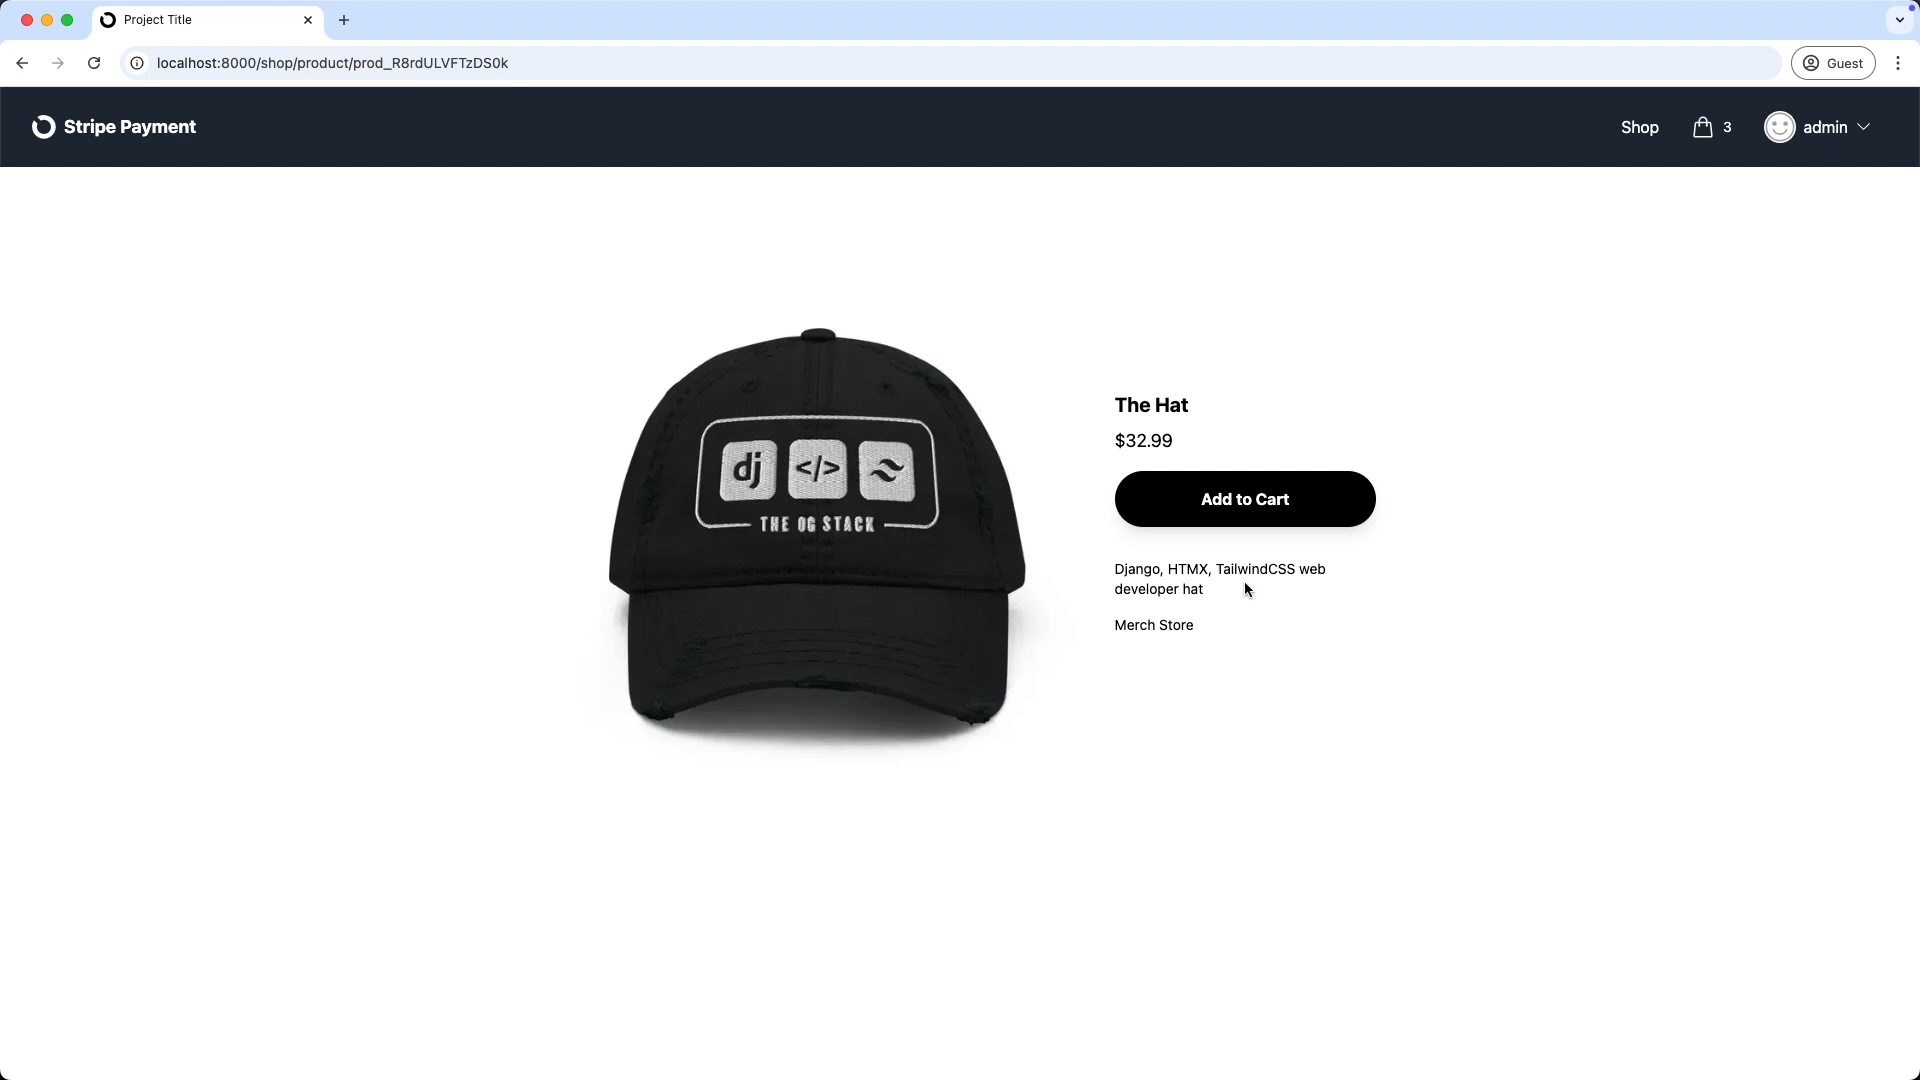 Project Title
localhost:8000/shop/product/prod_R8rdULVFTzDS0k
Guest
Stripe Payment
Shop
3
admin
dj
</>
THE OG STACK
The Hat
$32.99
Add to Cart
Django, HTMX, TailwindCSS web
developer hat
Merch Store